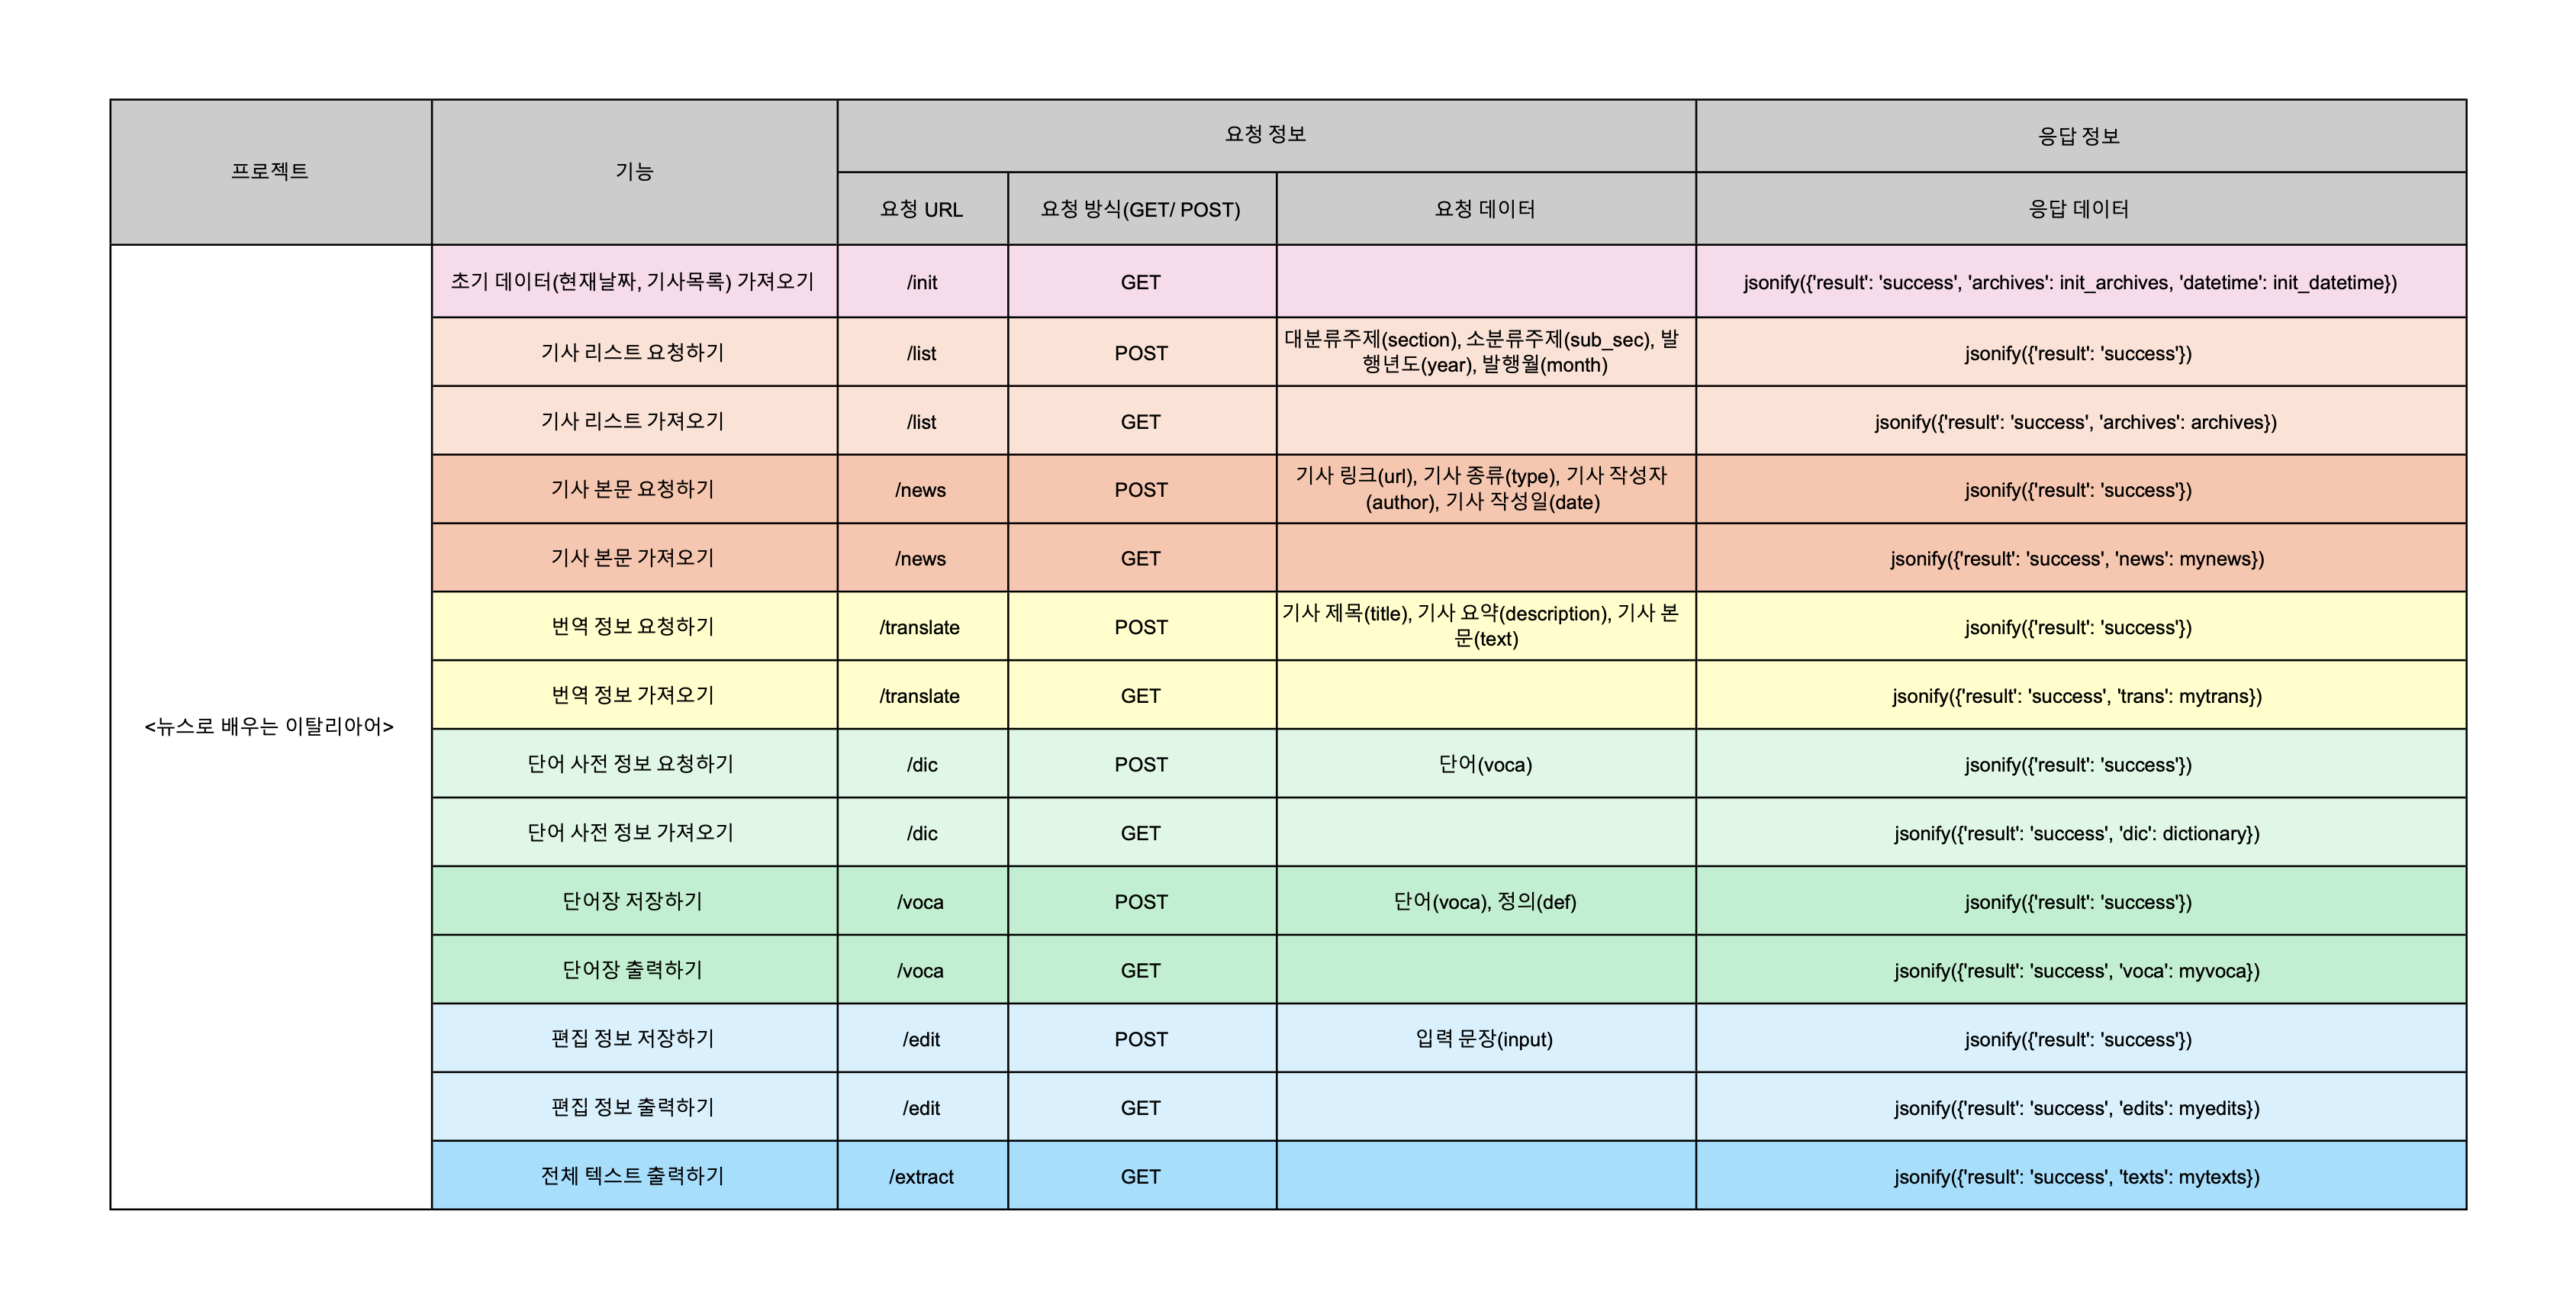 프로젝트
기능
요청 정보
응답 정보
요청 URL
요청 방식(GET/ POST)
요청 데이터
응답 데이터
<뉴스로 배우는 이탈리아어>
초기 데이터(현재날짜, 기사목록) 가져오기
/init
GET
jsonify({'result': 'success', 'archives': init_archives, 'datetime': init_datetime})
기사 리스트 요청하기
/list
POST
대분류주제(section), 소분류주제(sub_sec), 발
행년도(year), 발행월(month)
jsonify({'result': 'success'})
기사 리스트 가져오기
/list
GET
jsonify({'result': 'success', 'archives': archives})
기사 본문 요청하기
/news
POST
기사 링크(url), 기사 종류(type), 기사 작성자
(author), 기사 작성일(date)
jsonify({'result': 'success'})
기사 본문 가져오기
/news
GET
jsonify({'result': 'success', 'news': mynews})
번역 정보 요청하기
/translate
POST
기사 제목(title), 기사 요약(description), 기사 본
문(text)
jsonify({'result': 'success'})
번역 정보 가져오기
/translate
GET
jsonify({'result': 'success', 'trans': mytrans})
단어 사전 정보 요청하기
/dic
POST
단어(voca)
jsonify({'result': 'success'})
단어 사전 정보 가져오기
/dic
GET
jsonify({'result': 'success', 'dic': dictionary})
단어장 저장하기
/voca
POST
단어(voca), 정의(def)
jsonify({'result': 'success'})
단어장 출력하기
/voca
GET
jsonify({'result': 'success', 'voca': myvoca})
편집 정보 저장하기
/edit
POST
입력 문장(input)
jsonify({'result': 'success'})
편집 정보 출력하기
/edit
GET
jsonify({'result': 'success', 'edits': myedits})
전체 텍스트 출력하기
/extract
GET
jsonify({'result': 'success', 'texts': mytexts})